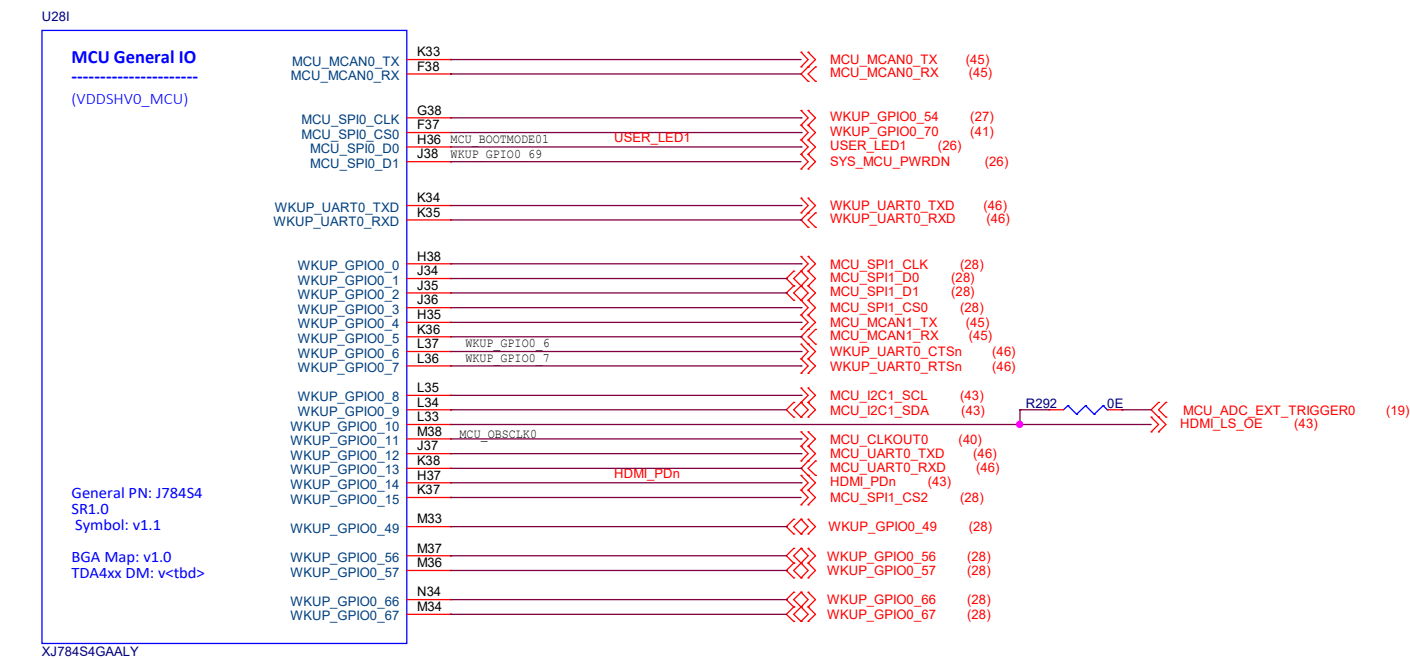 U28I
MCU General IO
----------------------
(VDDSHV0_MCU)
MCU_MCAN0_TX K33 MCU_MCAN0_TX (45)
MCU_MCAN0_RX F38 MCU_MCAN0_RX (45)
MCU_SPI0_CLK G38 WKUP_GPIO0_54 (27)
MCU_SPI0_CS0 F37 WKUP_GPIO0_70 (41)
MCU_SPI0_D0 H36 MCU_BOOTMODE01 USER_LED1 USER_LED1 (26)
MCU_SPI0_D1 J38 WKUP_GPIO0_69 SYS_MCU_PWRDN (26)
WKUP_UART0_TXD K34 WKUP_UART0_TXD (46)
WKUP_UART0_RXD K35 WKUP_UART0_RXD (46)
WKUP_GPIO0_0 H38 MCU_SPI1_CLK (28)
WKUP_GPIO0_1 J34 MCU_SPI1_D0 (28)
WKUP_GPIO0_2 J35 MCU_SPI1_D1 (28)
WKUP_GPIO0_3 J36 MCU_SPI1_CS0 (28)
WKUP_GPIO0_4 H35 MCU_MCAN1_TX (45)
WKUP_GPIO0_5 K36 MCU_MCAN1_RX (45)
WKUP_GPIO0_6 L37 WKUP_GPIO0_6 WKUP_UART0_CTSn (46)
WKUP_GPIO0_7 L36 WKUP_GPIO0_7 WKUP_UART0_RTSn (46)
WKUP_GPIO0_8 L35 MCU_I2C1_SCL (43)
WKUP_GPIO0_9 L34 MCU_I2C1_SDA (43) R292 0E MCU_ADC_EXT_TRIGGER0 (19)
WKUP_GPIO0_10 L33 HDMI_LS_OE (43)
WKUP_GPIO0_11 M38 MCU_OBSCLK0 MCU_CLKOUT0 (40)
WKUP_GPIO0_12 J37 MCU_UART0_TXD (46)
WKUP_GPIO0_13 K38 MCU_UART0_RXD (46)
WKUP_GPIO0_14 H37 HDMI_PDn HDMI_PDn (43)
WKUP_GPIO0_15 K37 MCU_SPI1_CS2 (28)
General PN: J784S4
SR1.0
Symbol: v1.1
WKUP_GPIO0_49 M33 WKUP_GPIO0_49 (28)
BGA Map: v1.0
TDA4xx DM: v<tbd>
WKUP_GPIO0_56 M37 WKUP_GPIO0_56 (28)
WKUP_GPIO0_57 M36 WKUP_GPIO0_57 (28)
WKUP_GPIO0_66 N34 WKUP_GPIO0_66 (28)
WKUP_GPIO0_67 M34 WKUP_GPIO0_67 (28)
XJ784S4GAALY